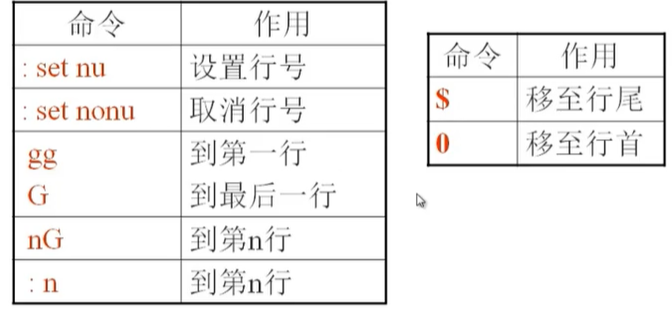 命令 作用
: set nu 设置行号
: set nonu 取消行号
gg 到第一行
G 到最后一行
nG 到第n行
: n 到第n行
命令 作用
$ 移至行尾
0 移至行首